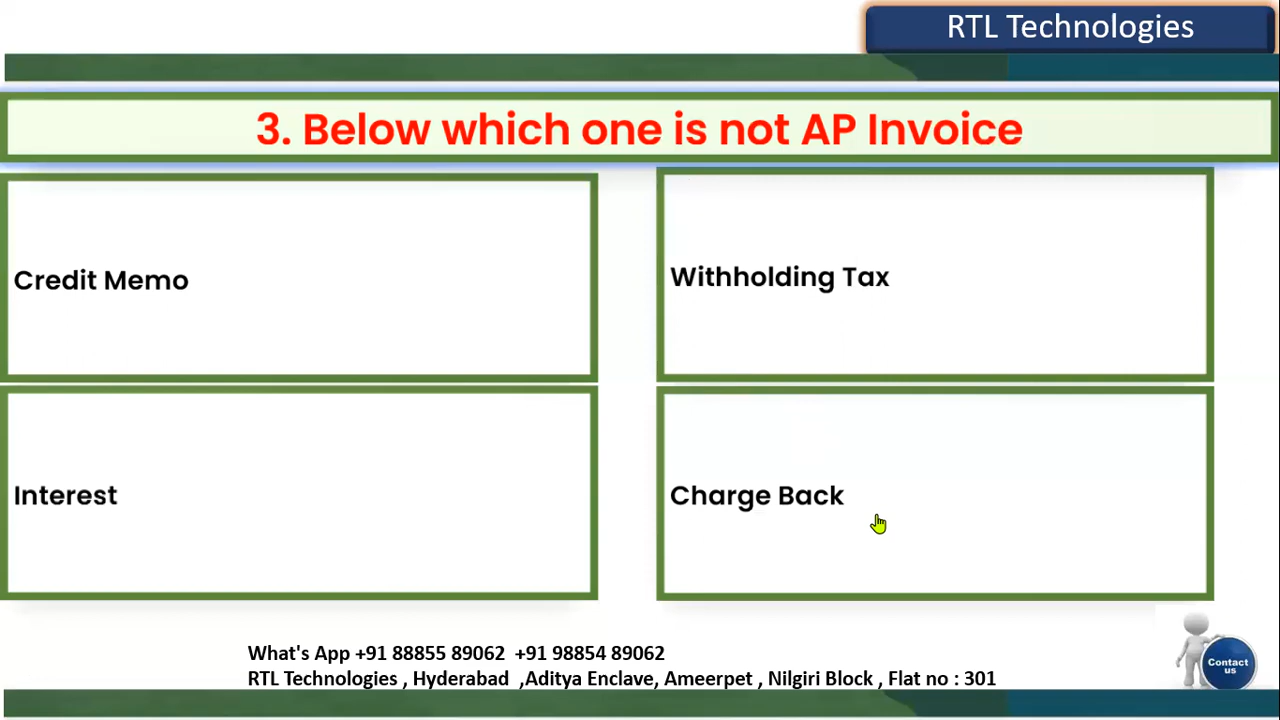 RTL Technologies
3. Below which one is not AP Invoice
Credit Memo
Withholding Tax
Interest
Charge Back
What's App +91 88855 89062 +91 98854 89062
RTL Technologies , Hyderabad ,Aditya Enclave, Ameerpet , Nilgiri Block , Flat no : 301
Contact
us